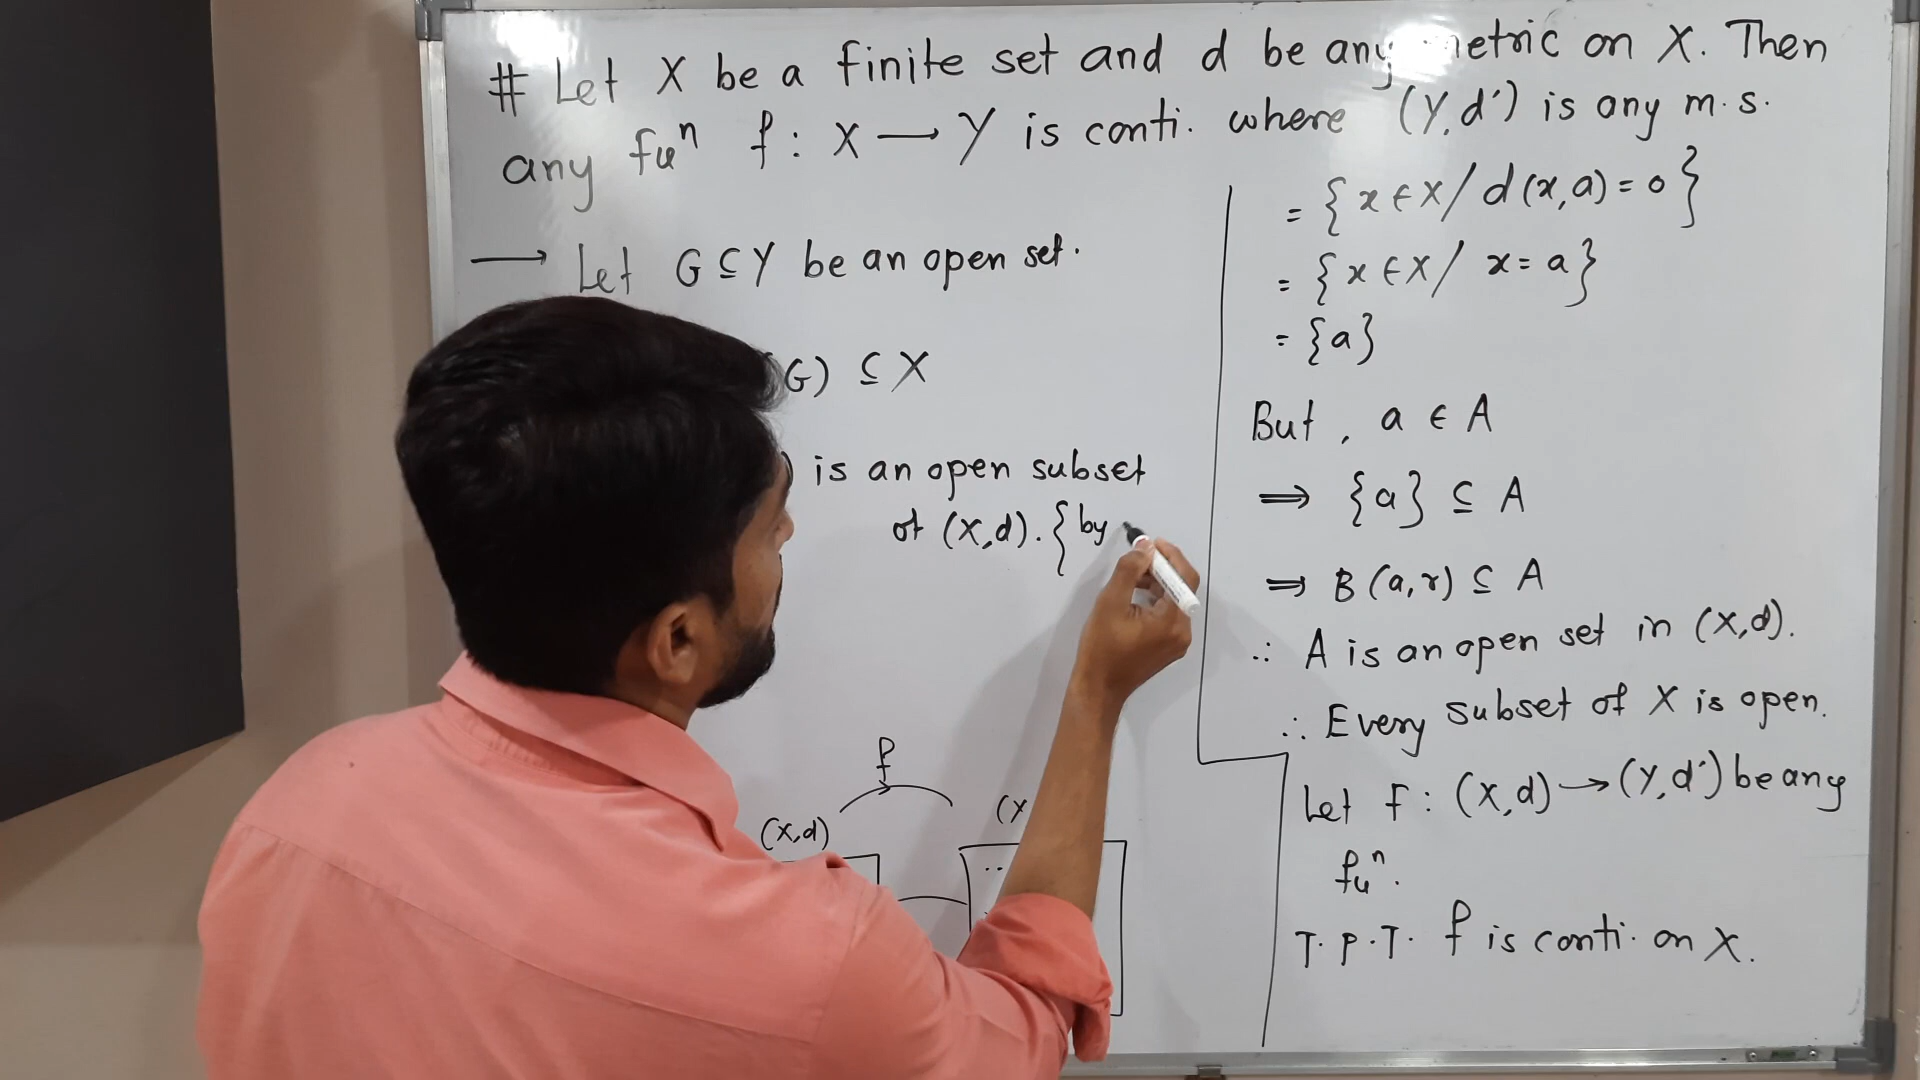 # Let X be a finite set and d be any metric on X. Then
any fuⁿ f : X → Y is conti. where (Y,d') is any m.s.
→ Let G ⊆ Y be an open set.
G) ⊆ X
) is an open subset
of (X,d). { by
f
(X,d)
(X
= {x ∈ X / d(x,a) = 0}
= {x ∈ X / x = a}
= {a}
But, a ∈ A
⇒ {a} ⊆ A
⇒ B(a,r) ⊆ A
∴ A is an open set in (X,d).
∴ Every subset of X is open.
Let f : (X,d) → (Y,d') be any
fuⁿ.
T.P.T. f is conti. on X.